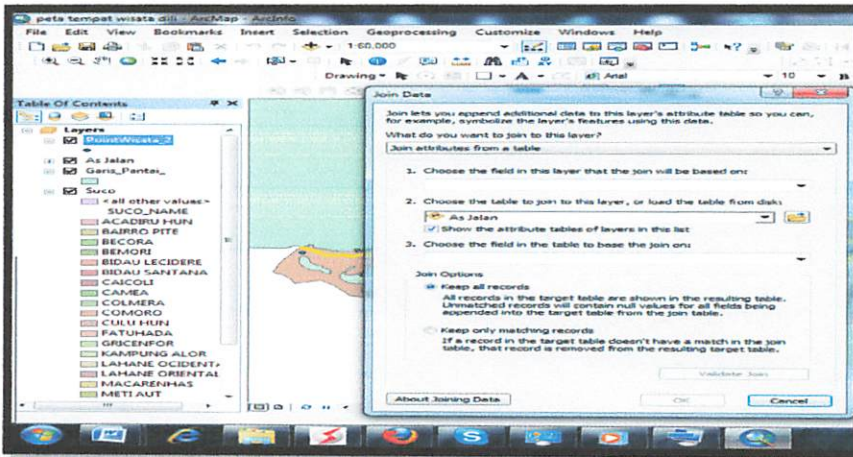 peta tempat wisata dili - ArcMap - ArcInfo
File Edit View Bookmarks Insert Selection Geoprocessing Customize Windows Help
1:60.000
Drawing
A
Arial
10
B
Table Of Contents
Layers
PointWisata_2
As Jalan
Garis_Pantai_
Suco
<all other values>
SUCO_NAME
ACADIRU HUN
BAIRRO PITE
BECORA
BEMORI
BIDAU LECIDERE
BIDAU SANTANA
CAICOLI
CAMEA
COLMERA
COMORO
CULU HUN
FATUHADA
GRICENFOR
KAMPUNG ALOR
LAHANE OCIDENT
LAHANE ORIENTAL
MACARENHAS
METI AUT
Join Data
Join lets you append additional data to this layer's attribute table so you can,
for example, symbolize the layer's features using this data.
What do you want to join to this layer?
Join attributes from a table
1. Choose the field in this layer that the join will be based on:
2. Choose the table to join to this layer, or load the table from disk:
As Jalan
Show the attribute tables of layers in this list
3. Choose the field in the table to base the join on:
Join Options
Keep all records
All records in the target table are shown in the resulting table.
Unmatched records will contain null values for all fields being
appended into the target table from the join table.
Keep only matching records
If a record in the target table doesn't have a match in the join
table, that record is removed from the resulting target table.
Validate Join
About Joining Data
OK
Cancel